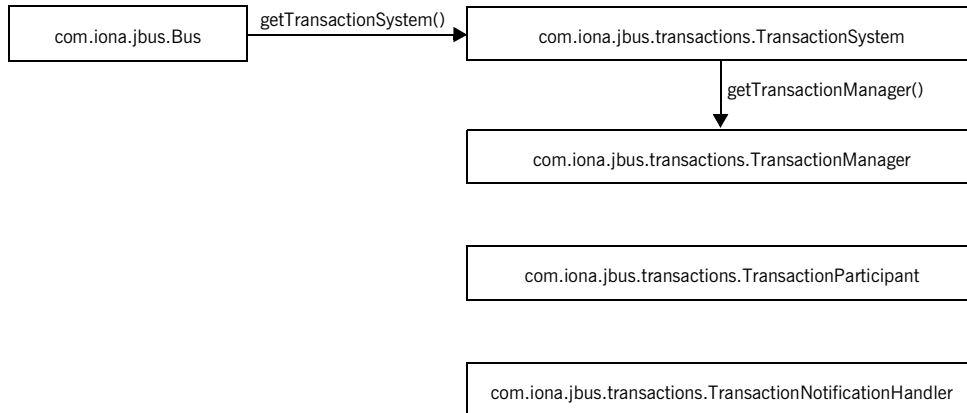 com.iona.jbus.Bus
getTransactionSystem()
com.iona.jbus.transactions.TransactionSystem
getTransactionManager()
com.iona.jbus.transactions.TransactionManager
com.iona.jbus.transactions.TransactionParticipant
com.iona.jbus.transactions.TransactionNotificationHandler